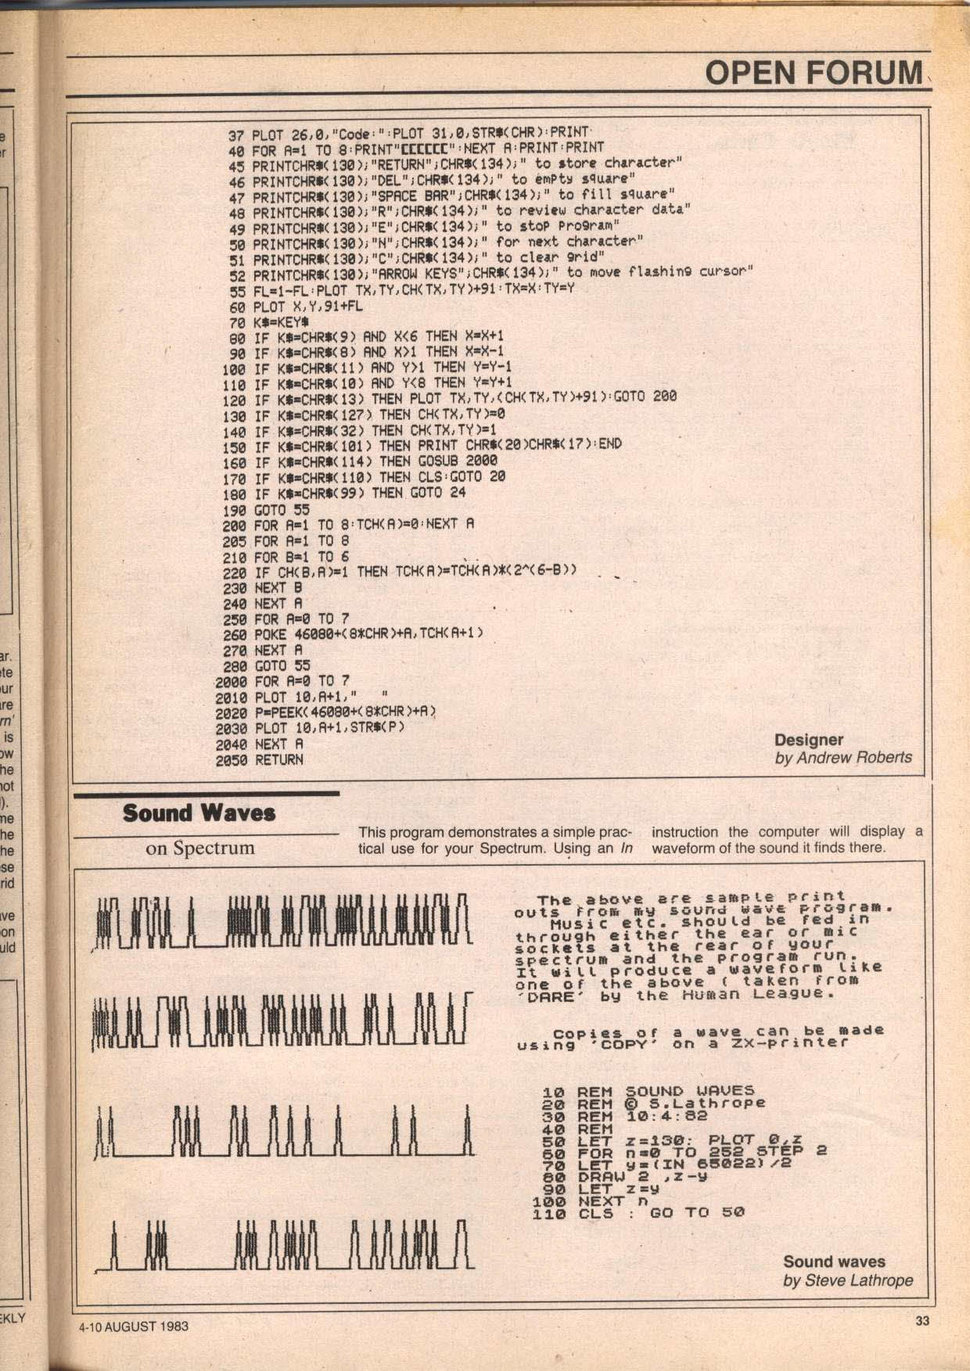 OPEN FORUM
37 PLOT 26,0,"Code:":PLOT 31,0,STR$(CHR):PRINT
40 FOR A=1 TO 8:PRINT"[[[[[[":NEXT A:PRINT:PRINT
45 PRINTCHR$(130);"RETURN";CHR$(134);" to store character"
46 PRINTCHR$(130);"DEL";CHR$(134);" to empty square"
47 PRINTCHR$(130);"SPACE BAR";CHR$(134);" to fill square"
48 PRINTCHR$(130);"R";CHR$(134);" to review character data"
49 PRINTCHR$(130);"E";CHR$(134);" to stop Program"
50 PRINTCHR$(130);"N";CHR$(134);" for next character"
51 PRINTCHR$(130);"C";CHR$(134);" to clear grid"
52 PRINTCHR$(130);"ARROW KEYS";CHR$(134);" to move flashing cursor"
55 FL=1-FL:PLOT TX,TY,CH(TX,TY)+91:TX=X:TY=Y
60 PLOT X,Y,91+FL
70 K$=KEY$
80 IF K$=CHR$(9) AND X<6 THEN X=X+1
90 IF K$=CHR$(8) AND X>1 THEN X=X-1
100 IF K$=CHR$(11) AND Y>1 THEN Y=Y-1
110 IF K$=CHR$(10) AND Y<8 THEN Y=Y+1
120 IF K$=CHR$(13) THEN PLOT TX,TY,(CH(TX,TY)+91):GOTO 200
130 IF K$=CHR$(127) THEN CH(TX,TY)=0
140 IF K$=CHR$(32) THEN CH(TX,TY)=1
150 IF K$=CHR$(101) THEN PRINT CHR$(20)CHR$(17):END
160 IF K$=CHR$(114) THEN GOSUB 2000
170 IF K$=CHR$(110) THEN CLS:GOTO 20
180 IF K$=CHR$(99) THEN GOTO 24
190 GOTO 55
200 FOR A=1 TO 8:TCH(A)=0:NEXT A
205 FOR A=1 TO 8
210 FOR B=1 TO 6
220 IF CH(B,A)=1 THEN TCH(A)=TCH(A)*(2^(6-B))
230 NEXT B
240 NEXT A
250 FOR A=0 TO 7
260 POKE 46080+(8*CHR)+A,TCH(A+1)
270 NEXT A
280 GOTO 55
2000 FOR A=0 TO 7
2010 PLOT 10,A+1,"   "
2020 P=PEEK(46080+(8*CHR)+A)
2030 PLOT 10,A+1,STR$(P)
2040 NEXT A
2050 RETURN
Designer
by Andrew Roberts
Sound Waves
on Spectrum
This program demonstrates a simple prac-
tical use for your Spectrum. Using an In
instruction the computer will display a
waveform of the sound it finds there.
The above are sample print
outs from my sound wave program.
Music etc. should be fed in
through either the ear or mic
sockets at the rear of your
spectrum and the program run.
It will produce a waveform like
one of the above ( taken from
'DARE' by the Human League.
Copies of a wave can be made
using 'COPY' on a ZX-printer
10 REM SOUND WAVES
20 REM © S.Lathrope
30 REM 10:4:82
40 REM
50 LET z=130: PLOT 0,z
60 FOR n=0 TO 252 STEP 2
70 LET y=(IN 65022)/2
80 DRAW 2 ,z-y
90 LET z=y
100 NEXT n
110 CLS : GO TO 50
Sound waves
by Steve Lathrope
4-10 AUGUST 1983
33